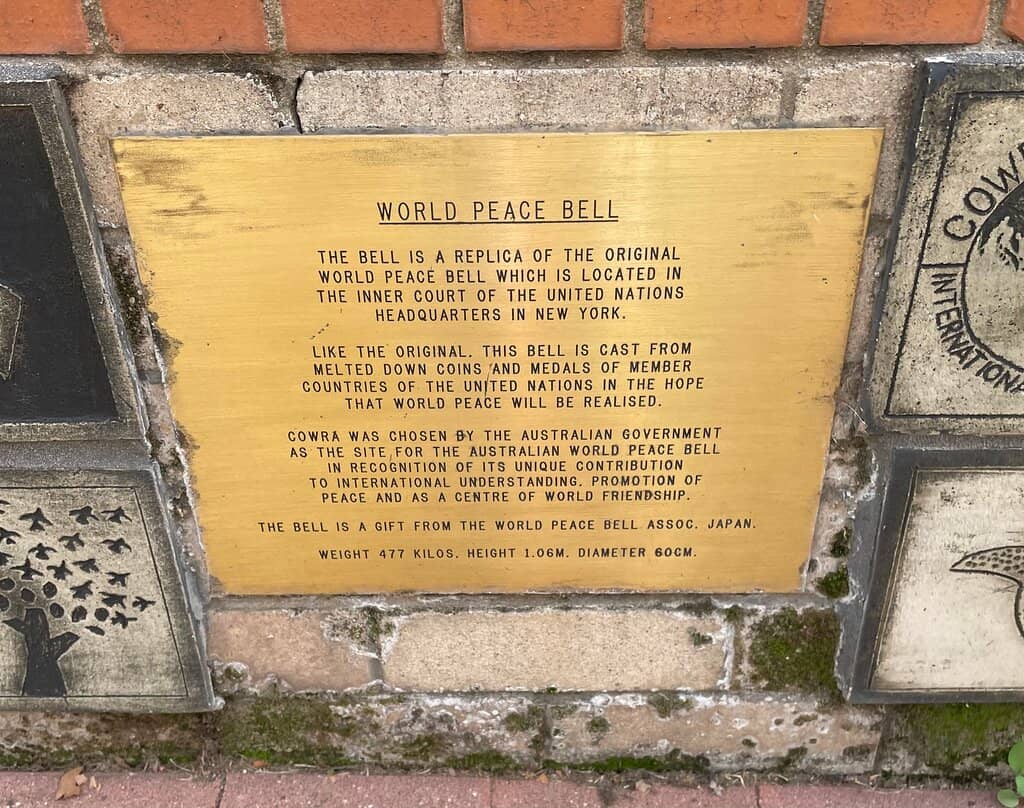 WORLD PEACE BELL
THE BELL IS A REPLICA OF THE ORIGINAL
WORLD PEACE BELL WHICH IS LOCATED IN
THE INNER COURT OF THE UNITED NATIONS
HEADQUARTERS IN NEW YORK.
LIKE THE ORIGINAL. THIS BELL IS CAST FROM
MELTED DOWN COINS AND MEDALS OF MEMBER
COUNTRIES OF THE UNITED NATIONS IN THE HOPE
THAT WORLD PEACE WILL BE REALISED.
COWRA WAS CHOSEN BY THE AUSTRALIAN GOVERNMENT
AS THE SITE FOR THE AUSTRALIAN WORLD PEACE BELL
IN RECOGNITION OF ITS UNIQUE CONTRIBUTION
TO INTERNATIONAL UNDERSTANDING. PROMOTION OF
PEACE AND AS A CENTRE OF WORLD FRIENDSHIP.
THE BELL IS A GIFT FROM THE WORLD PEACE BELL ASSOC. JAPAN.
WEIGHT 477 KILOS. HEIGHT 1.06M. DIAMETER 60CM.
INTERNATIONA